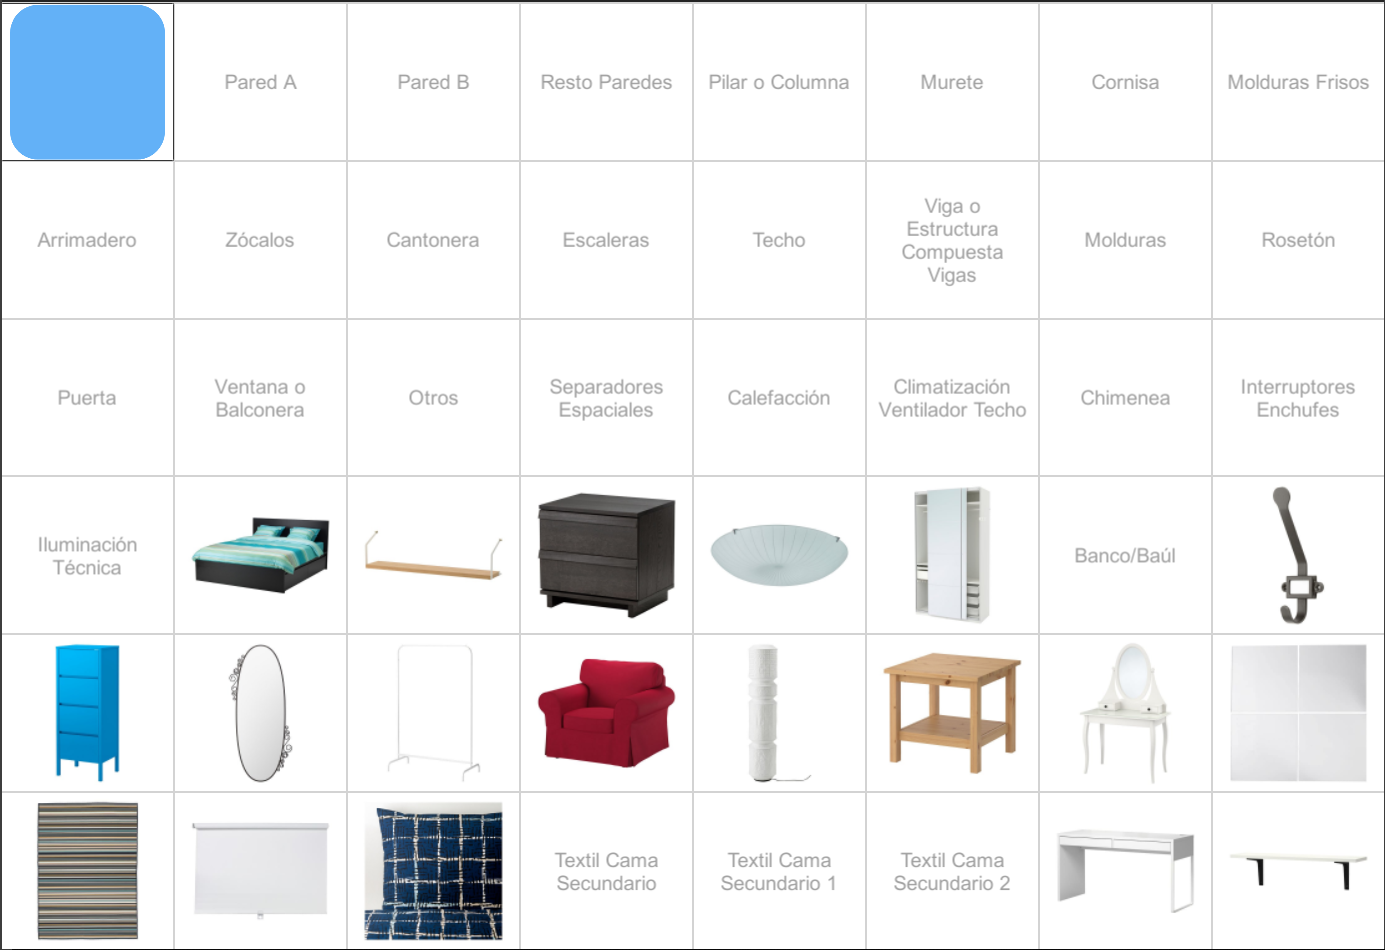 Pared A
Pared B
Resto Paredes
Pilar o Columna
Murete
Cornisa
Molduras Frisos
Arrimadero
Zócalos
Cantonera
Escaleras
Techo
Viga o
Estructura
Compuesta
Vigas
Molduras
Rosetón
Puerta
Ventana o
Balconera
Otros
Separadores
Espaciales
Calefacción
Climatización
Ventilador Techo
Chimenea
Interruptores
Enchufes
Iluminación
Técnica
Banco/Baúl
Textil Cama
Secundario
Textil Cama
Secundario 1
Textil Cama
Secundario 2